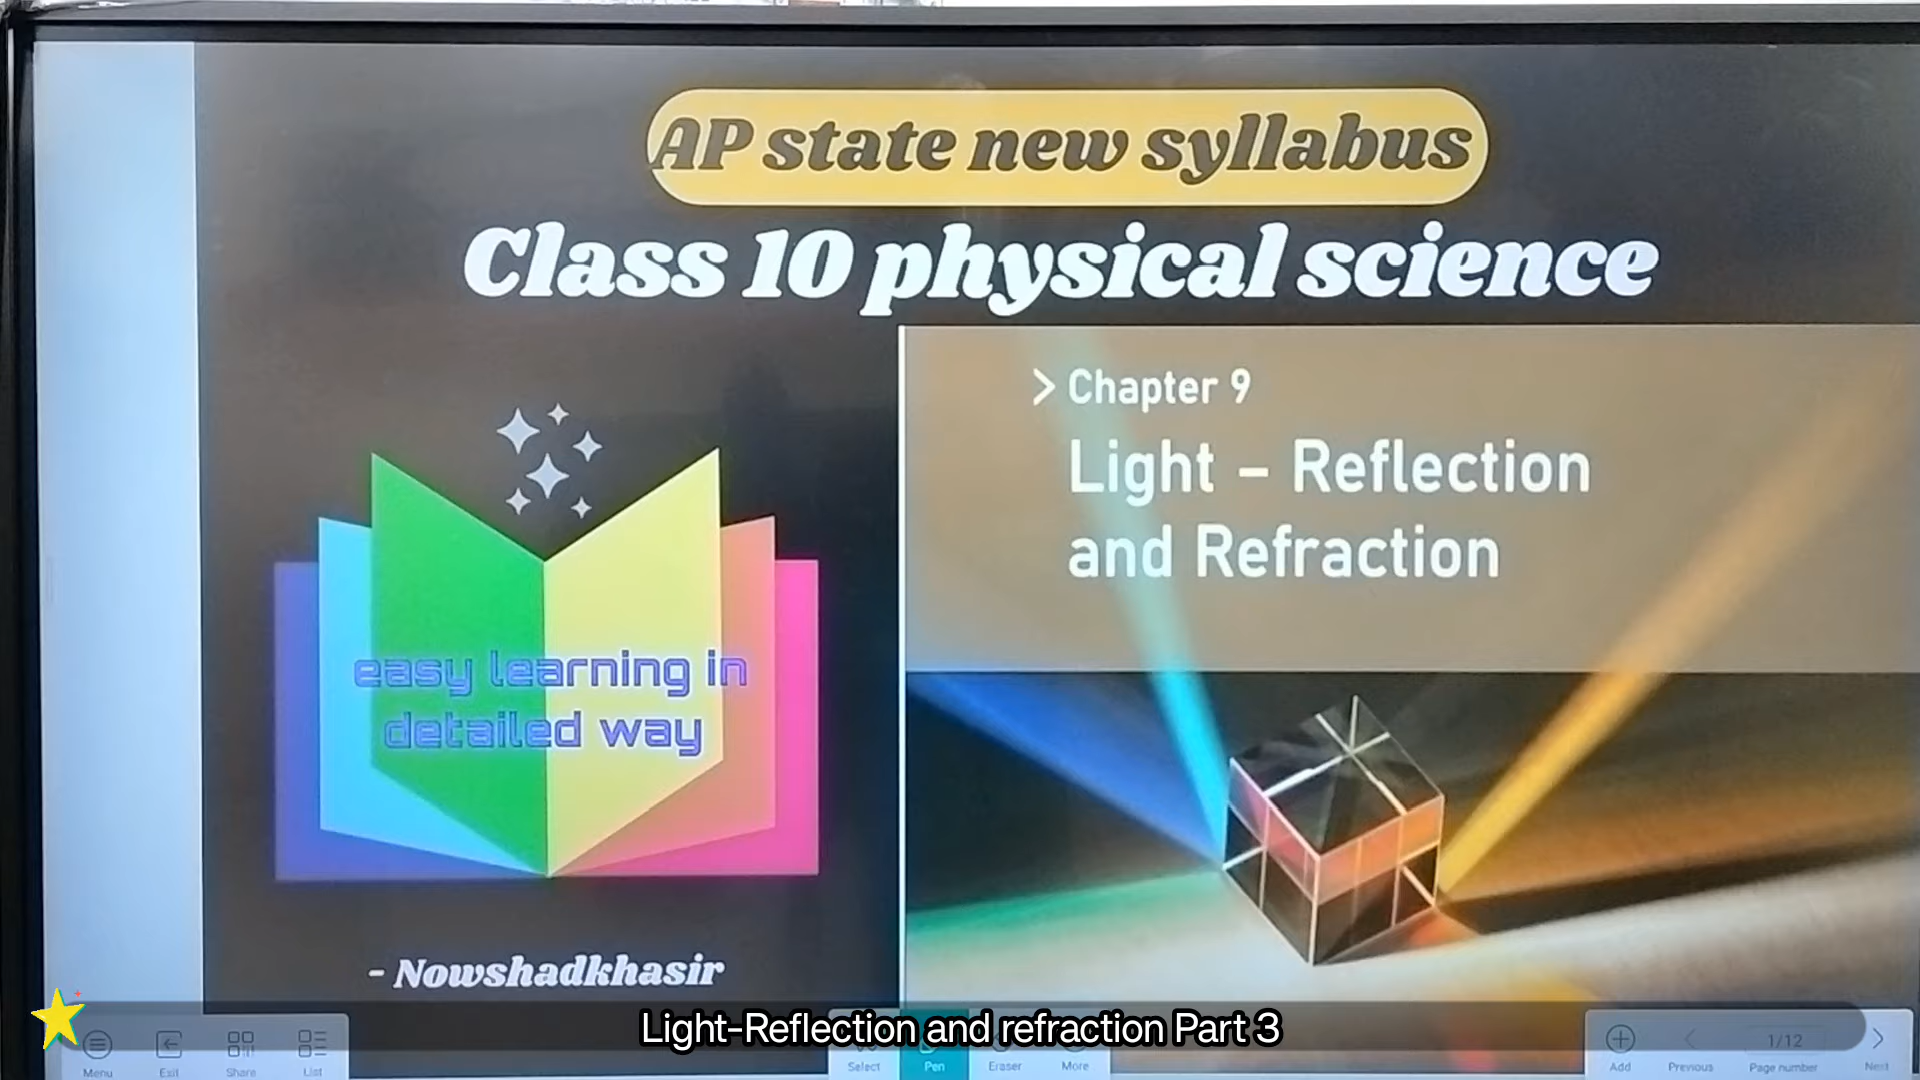 AP state new syllabus
Class 10 physical science
> Chapter 9
Light – Reflection
and Refraction
easy learning in
detailed way
- Nowshadkhasir
Light-Reflection and refraction Part 3
Menu
Exit
Share
List
Select
Pen
Eraser
More
Add
Previous
1/12
Page number
Next